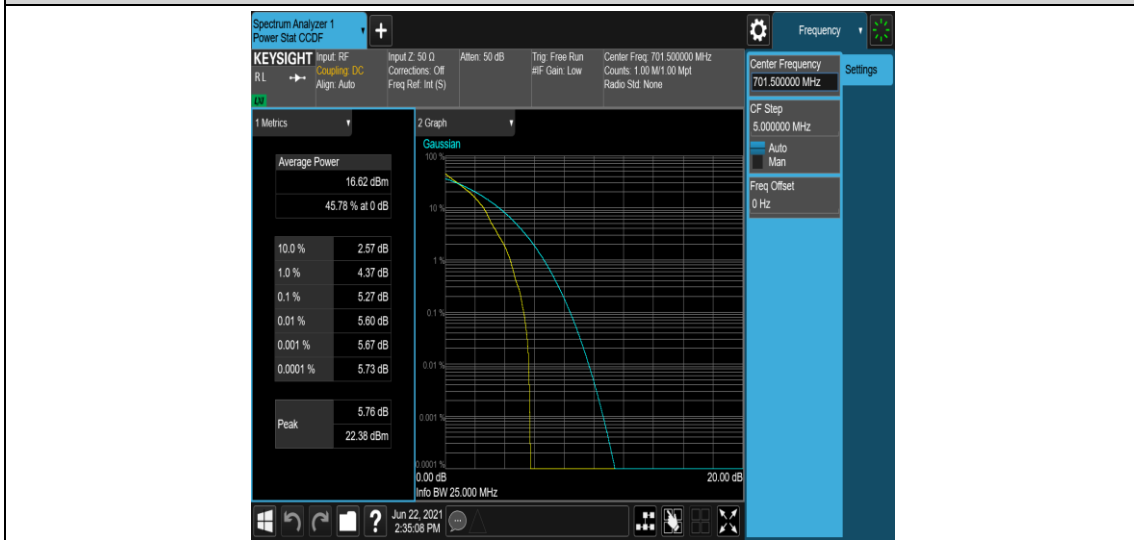 Spectrum Analyzer 1
Power Stat CCDF
Frequency
KEYSIGHT
RL
Input: RF
Coupling: DC
Align: Auto
Input Z: 50 Ω
Corrections: Off
Freq Ref: Int (S)
Atten: 50 dB
Trig: Free Run
#IF Gain: Low
Center Freq: 701.500000 MHz
Counts: 1.00 M/1.00 Mpt
Radio Std: None
Center Frequency
701.500000 MHz
Settings
CF Step
5.000000 MHz
Auto
Man
Freq Offset
0 Hz
1 Metrics
Average Power
16.62 dBm
45.78 % at 0 dB
10.0 % 2.57 dB
1.0 % 4.37 dB
0.1 % 5.27 dB
0.01 % 5.60 dB
0.001 % 5.67 dB
0.0001 % 5.73 dB
Peak
5.76 dB
22.38 dBm
2 Graph
Gaussian
100 %
10 %
1 %
0.1 %
0.01 %
0.001 %
0.0001 %
0.00 dB 20.00 dB
Info BW 25.000 MHz
?
Jun 22, 2021
2:35:08 PM